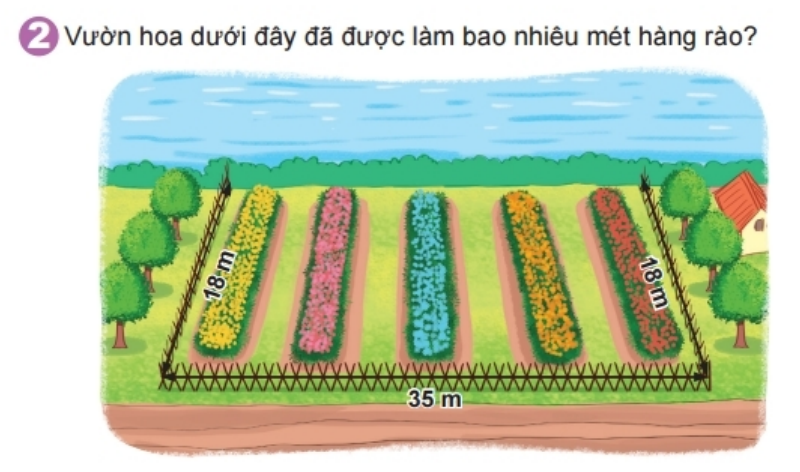 2 Vườn hoa dưới đây đã được làm bao nhiêu mét hàng rào?
18 m
18 m
35 m